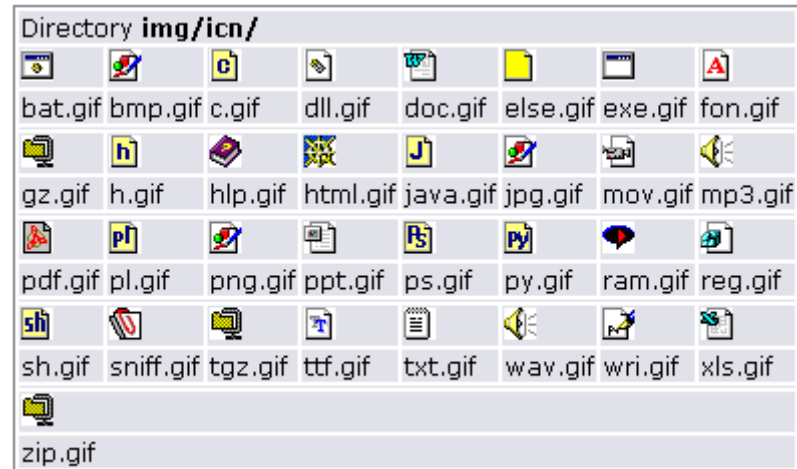 Directory img/icn/
bat.gif bmp.gif c.gif dll.gif doc.gif else.gif exe.gif fon.gif
gz.gif h.gif hlp.gif html.gif java.gif jpg.gif mov.gif mp3.gif
pdf.gif pl.gif png.gif ppt.gif ps.gif py.gif ram.gif reg.gif
sh.gif sniff.gif tgz.gif ttf.gif txt.gif wav.gif wri.gif xls.gif
zip.gif